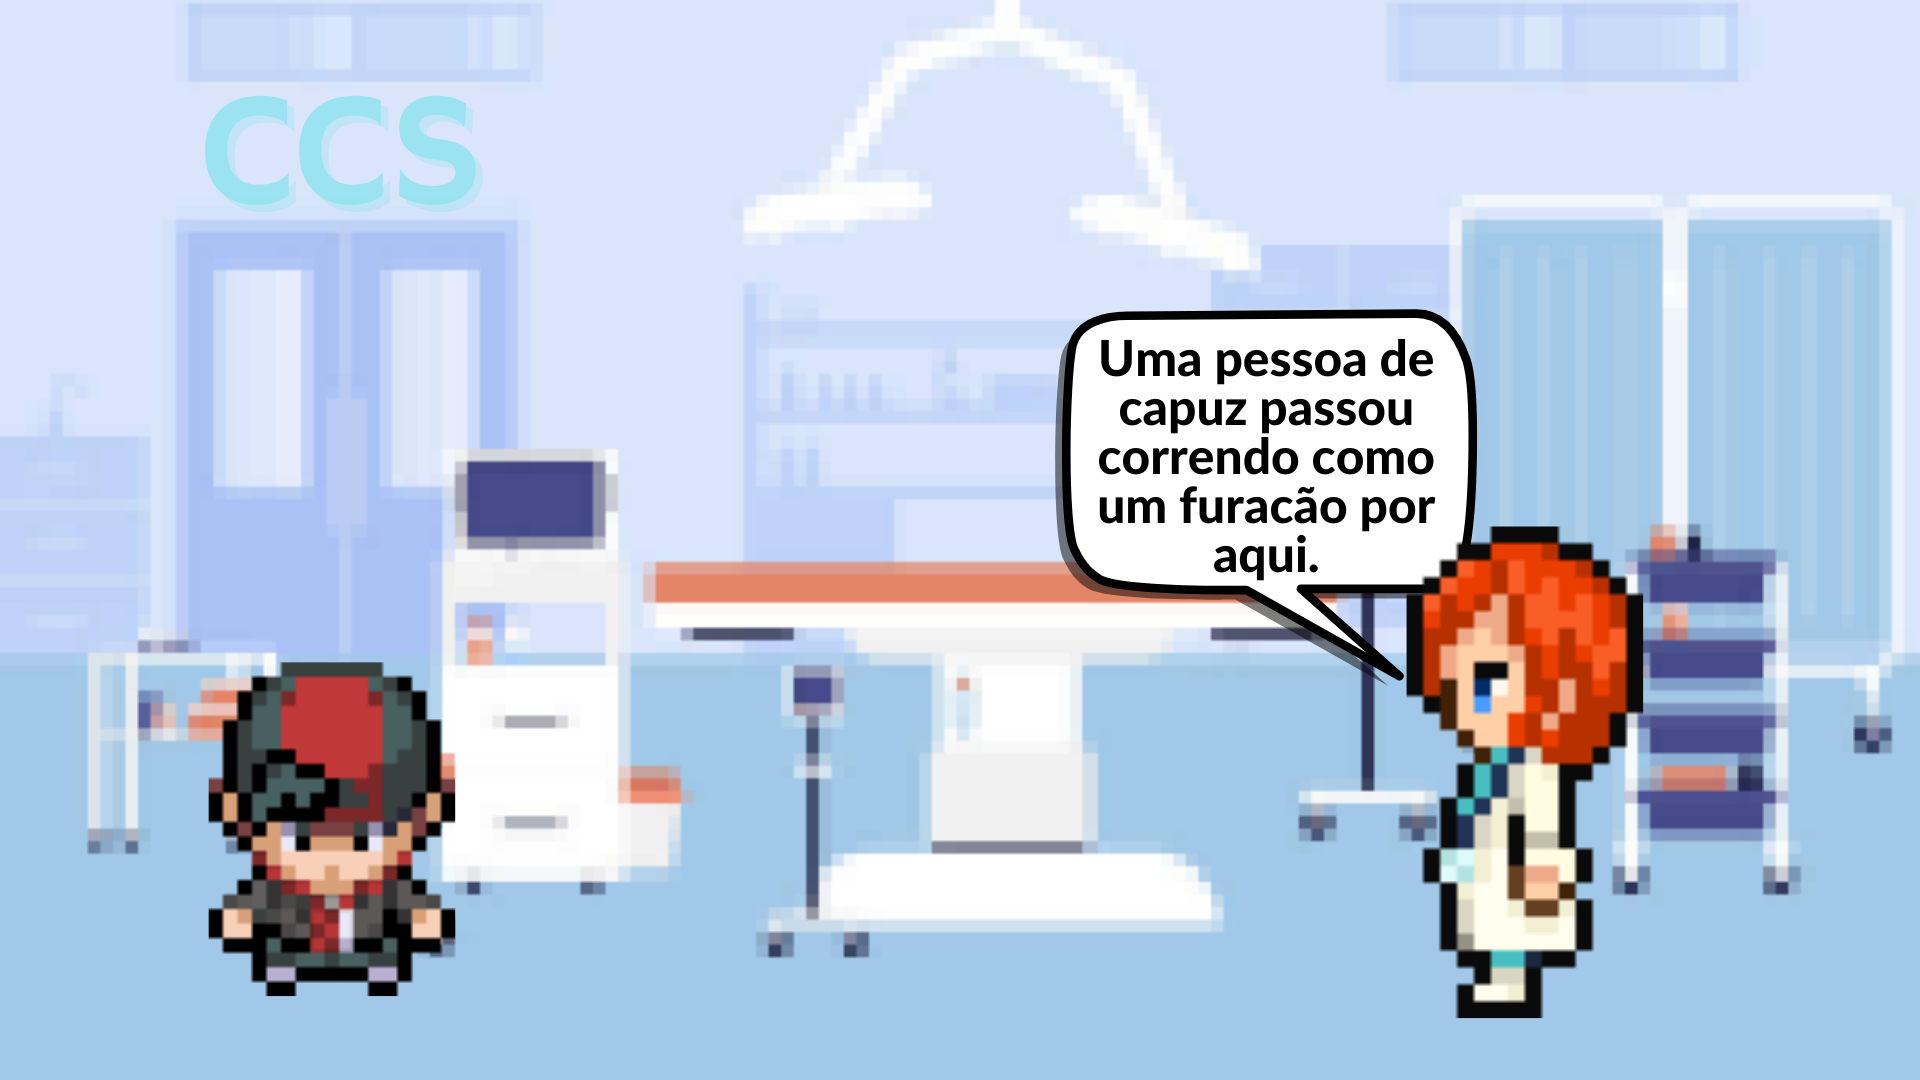 CCS
Uma pessoa de
capuz passou
correndo como
um furacão por
aqui.